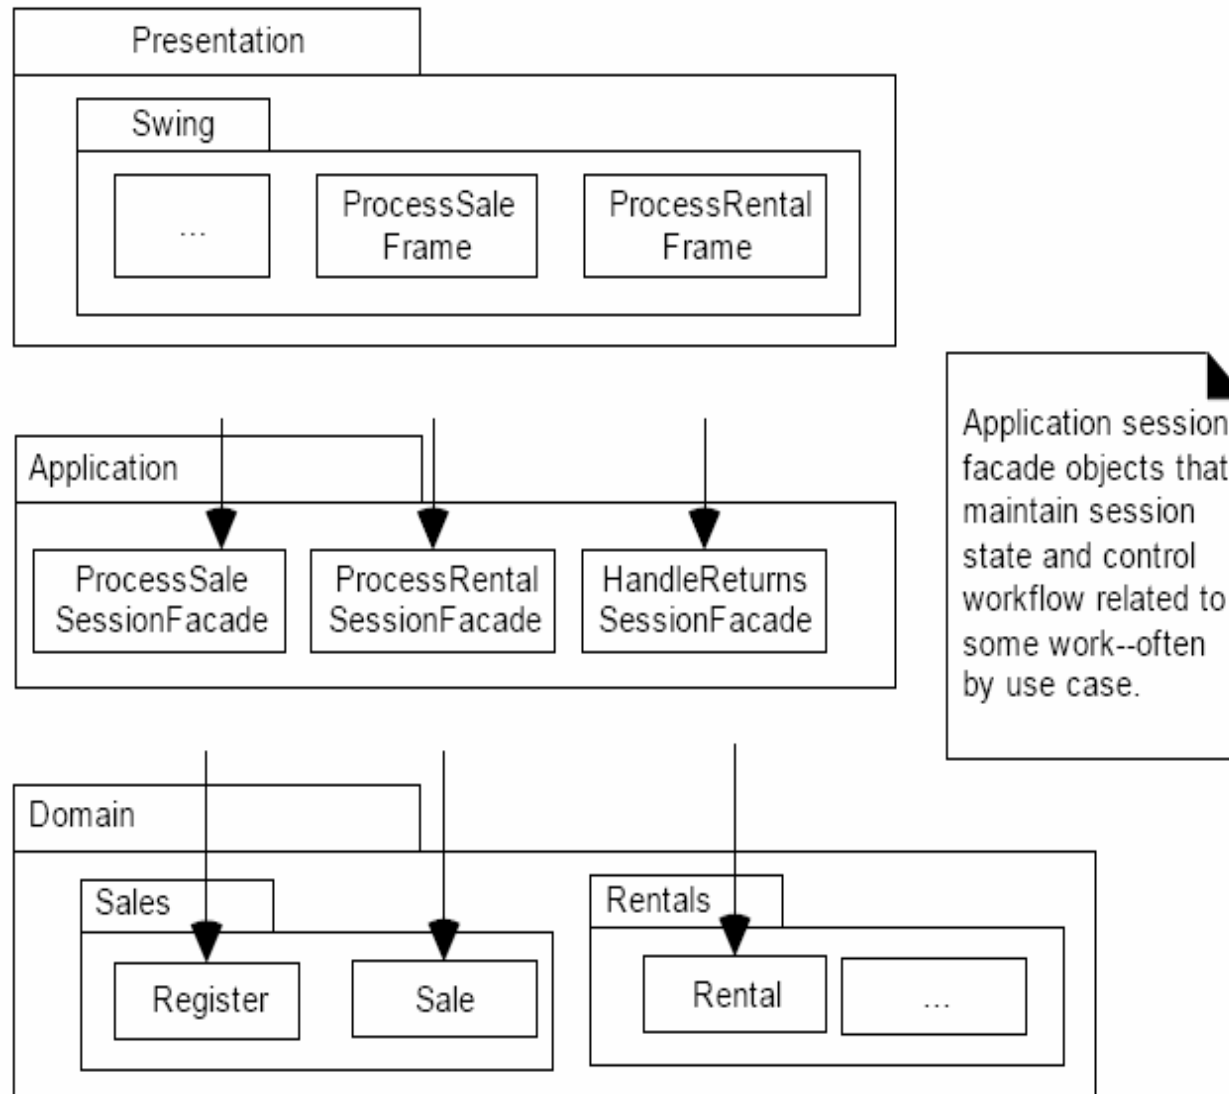 Presentation
Swing
...
ProcessSale
Frame
ProcessRental
Frame
Application session
facade objects that
maintain session
state and control
workflow related to
some work--often
by use case.
Application
ProcessSale
SessionFacade
ProcessRental
SessionFacade
HandleReturns
SessionFacade
Domain
Sales
Register
Sale
Rentals
Rental
...